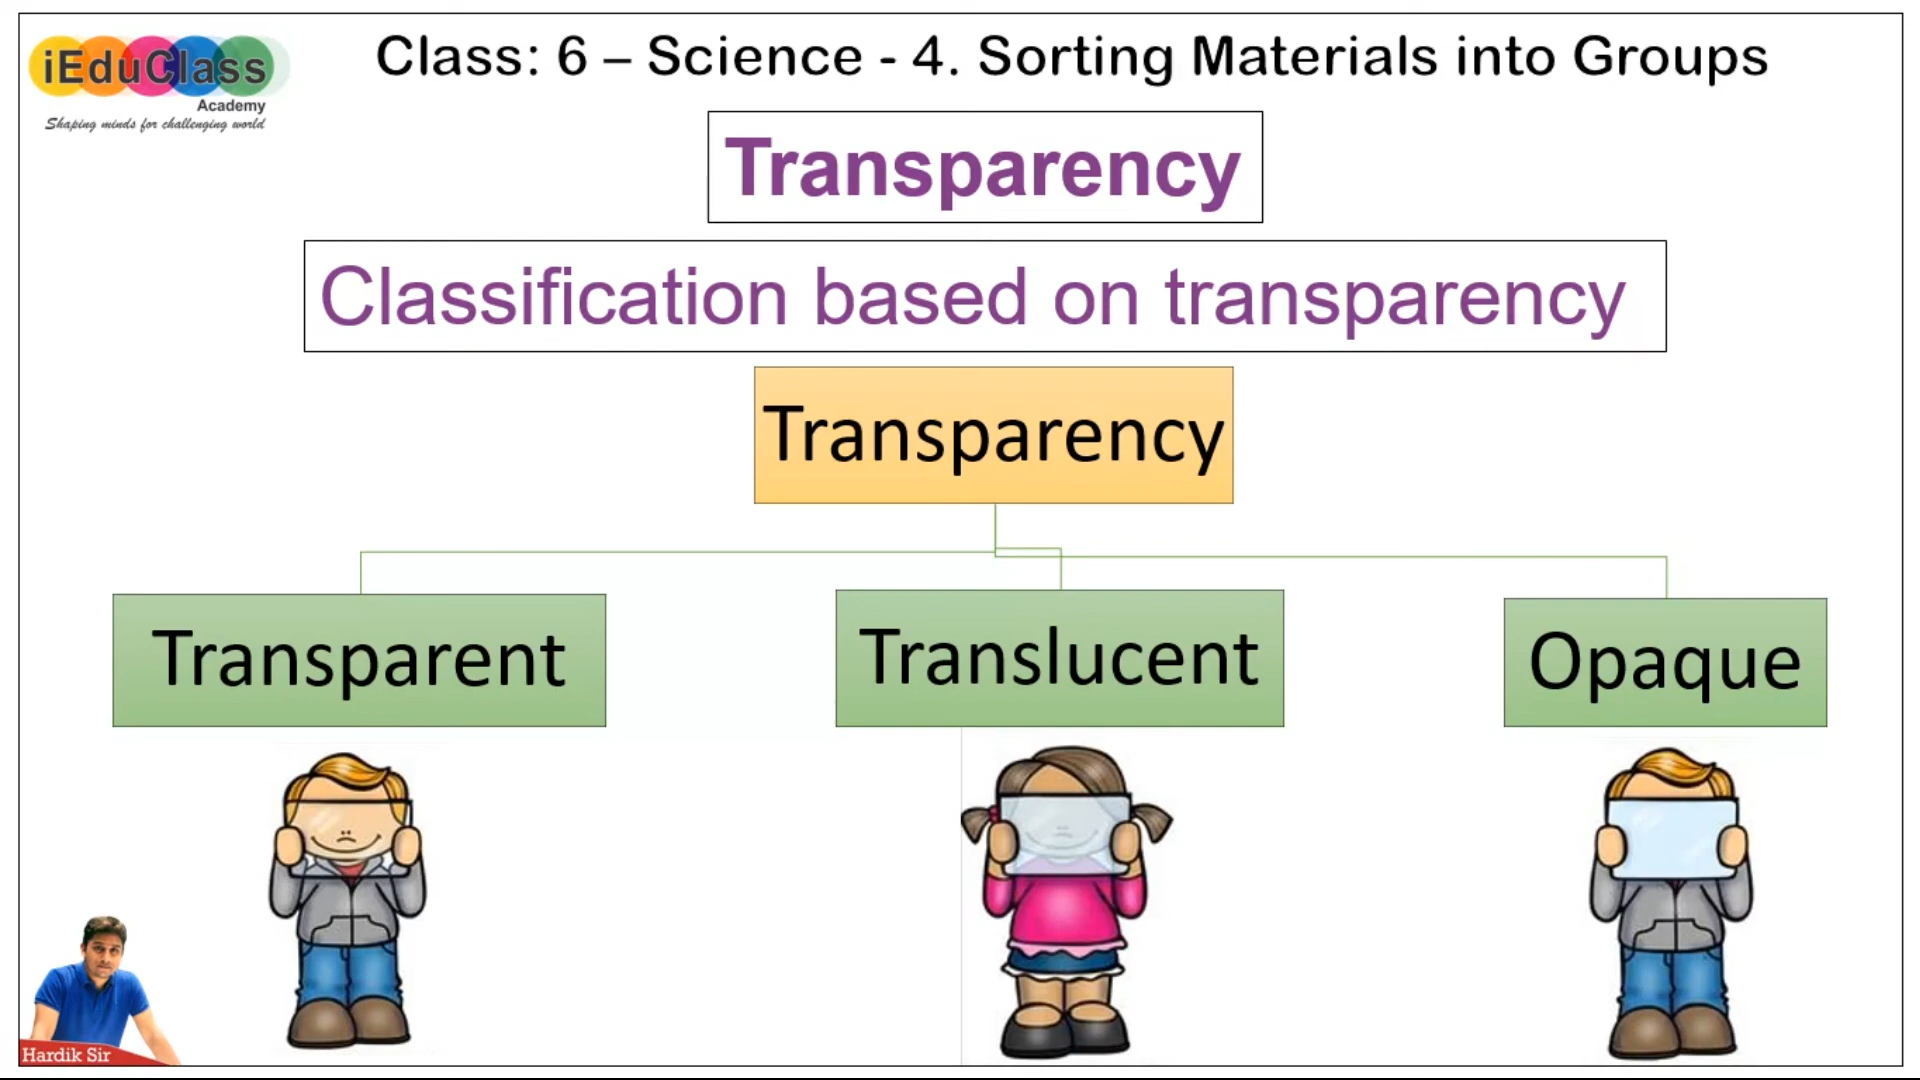 iEduClass
Academy
Shaping minds for challenging world
Class: 6 – Science - 4. Sorting Materials into Groups
Transparency
Classification based on transparency
Transparency
Transparent
Translucent
Opaque
Hardik Sir